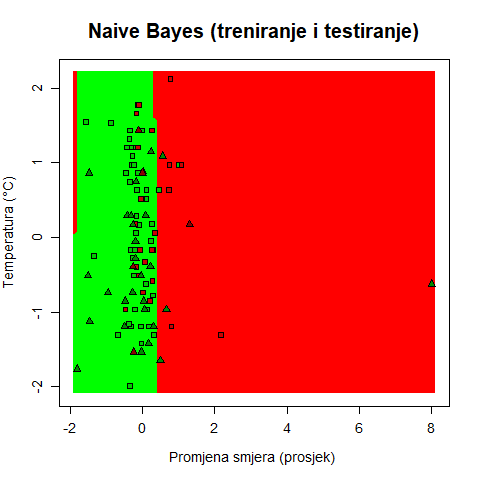 Naive Bayes (treniranje i testiranje)
Temperatura (°C)
2
1
0
-1
-2
-2 0 2 4 6 8
Promjena smjera (prosjek)